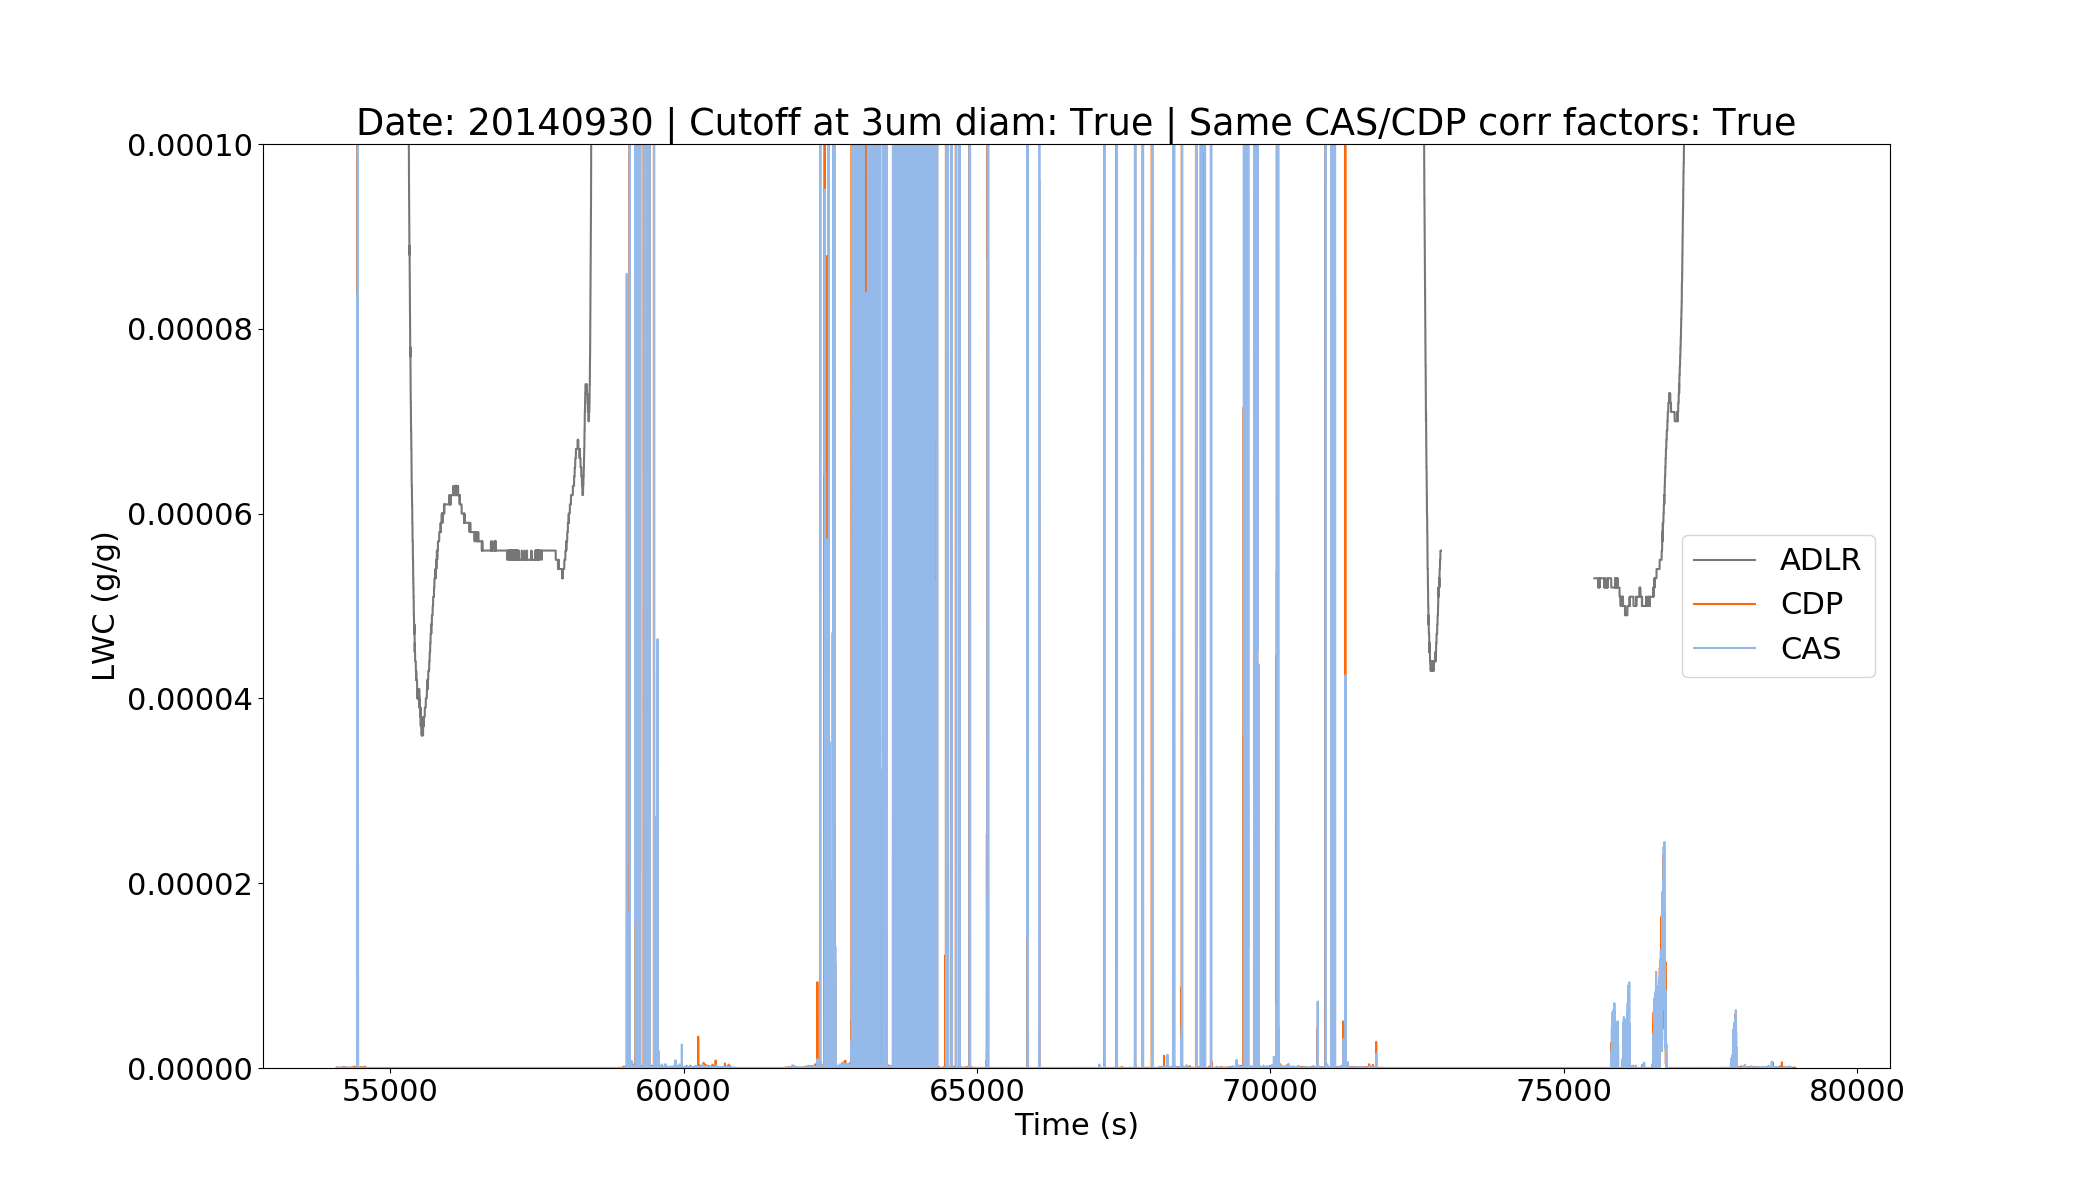 Date: 20140930 | Cutoff at 3um diam: True | Same CAS/CDP corr factors: True
0.00010
0.00008
0.00006
0.00004
0.00002
0.00000
LWC (g/g)
ADLR
CDP
CAS
55000 60000 65000 70000 75000 80000
Time (s)